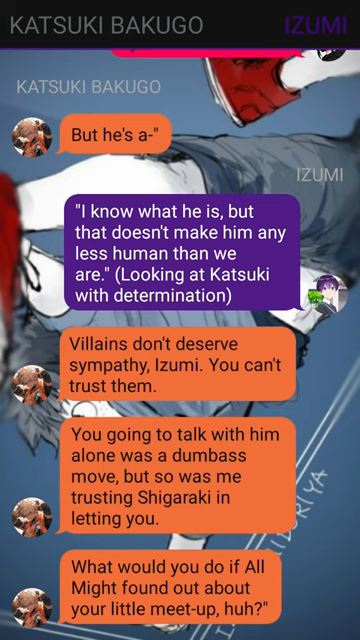 KATSUKI BAKUGO IZUMI
KATSUKI BAKUGO
But he's a-"
IZUMI
"I know what he is, but
that doesn't make him any
less human than we
are." (Looking at Katsuki
with determination)
Villains don't deserve
sympathy, Izumi. You can't
trust them.
You going to talk with him
alone was a dumbass
move, but so was me
trusting Shigaraki in
letting you.
What would you do if All
Might found out about
your little meet-up, huh?"